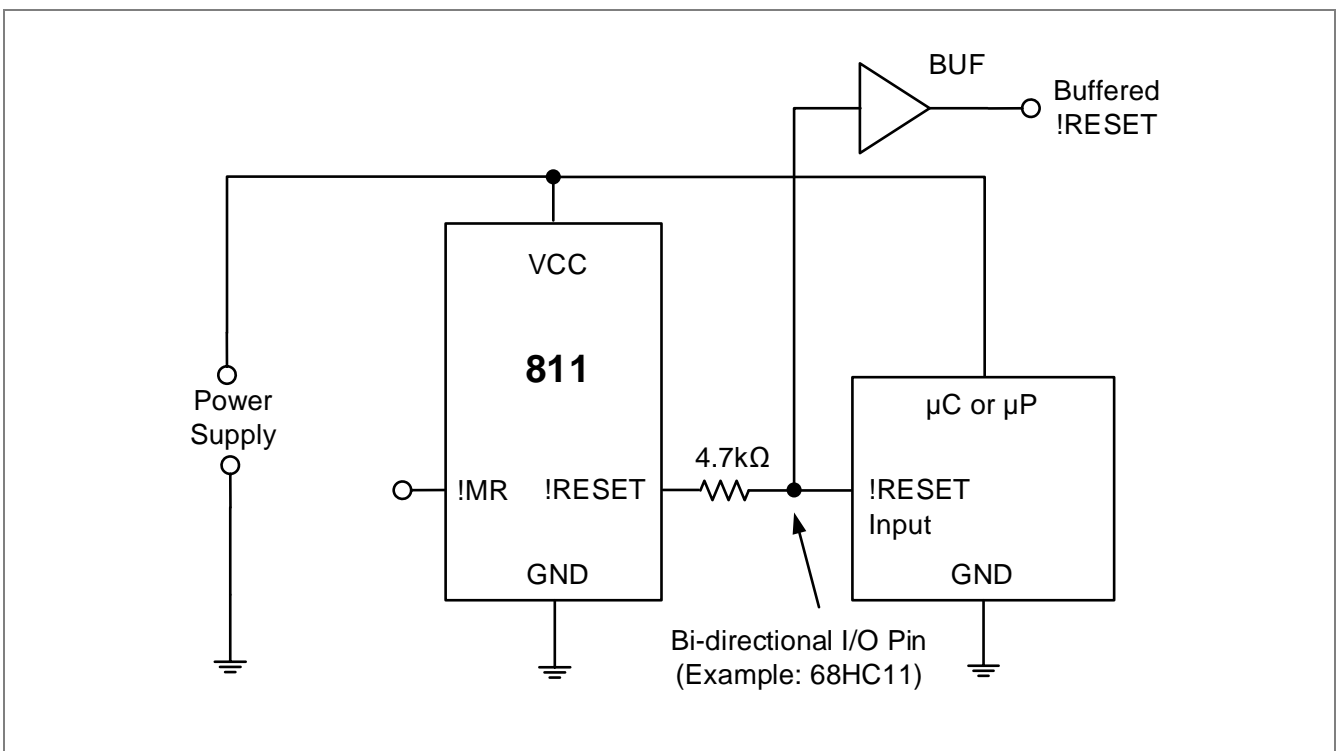 BUF
Buffered
!RESET
VCC
811
Power
Supply
µC or µP
4.7kΩ
!MR
!RESET
!RESET
Input
GND
GND
Bi-directional I/O Pin
(Example: 68HC11)